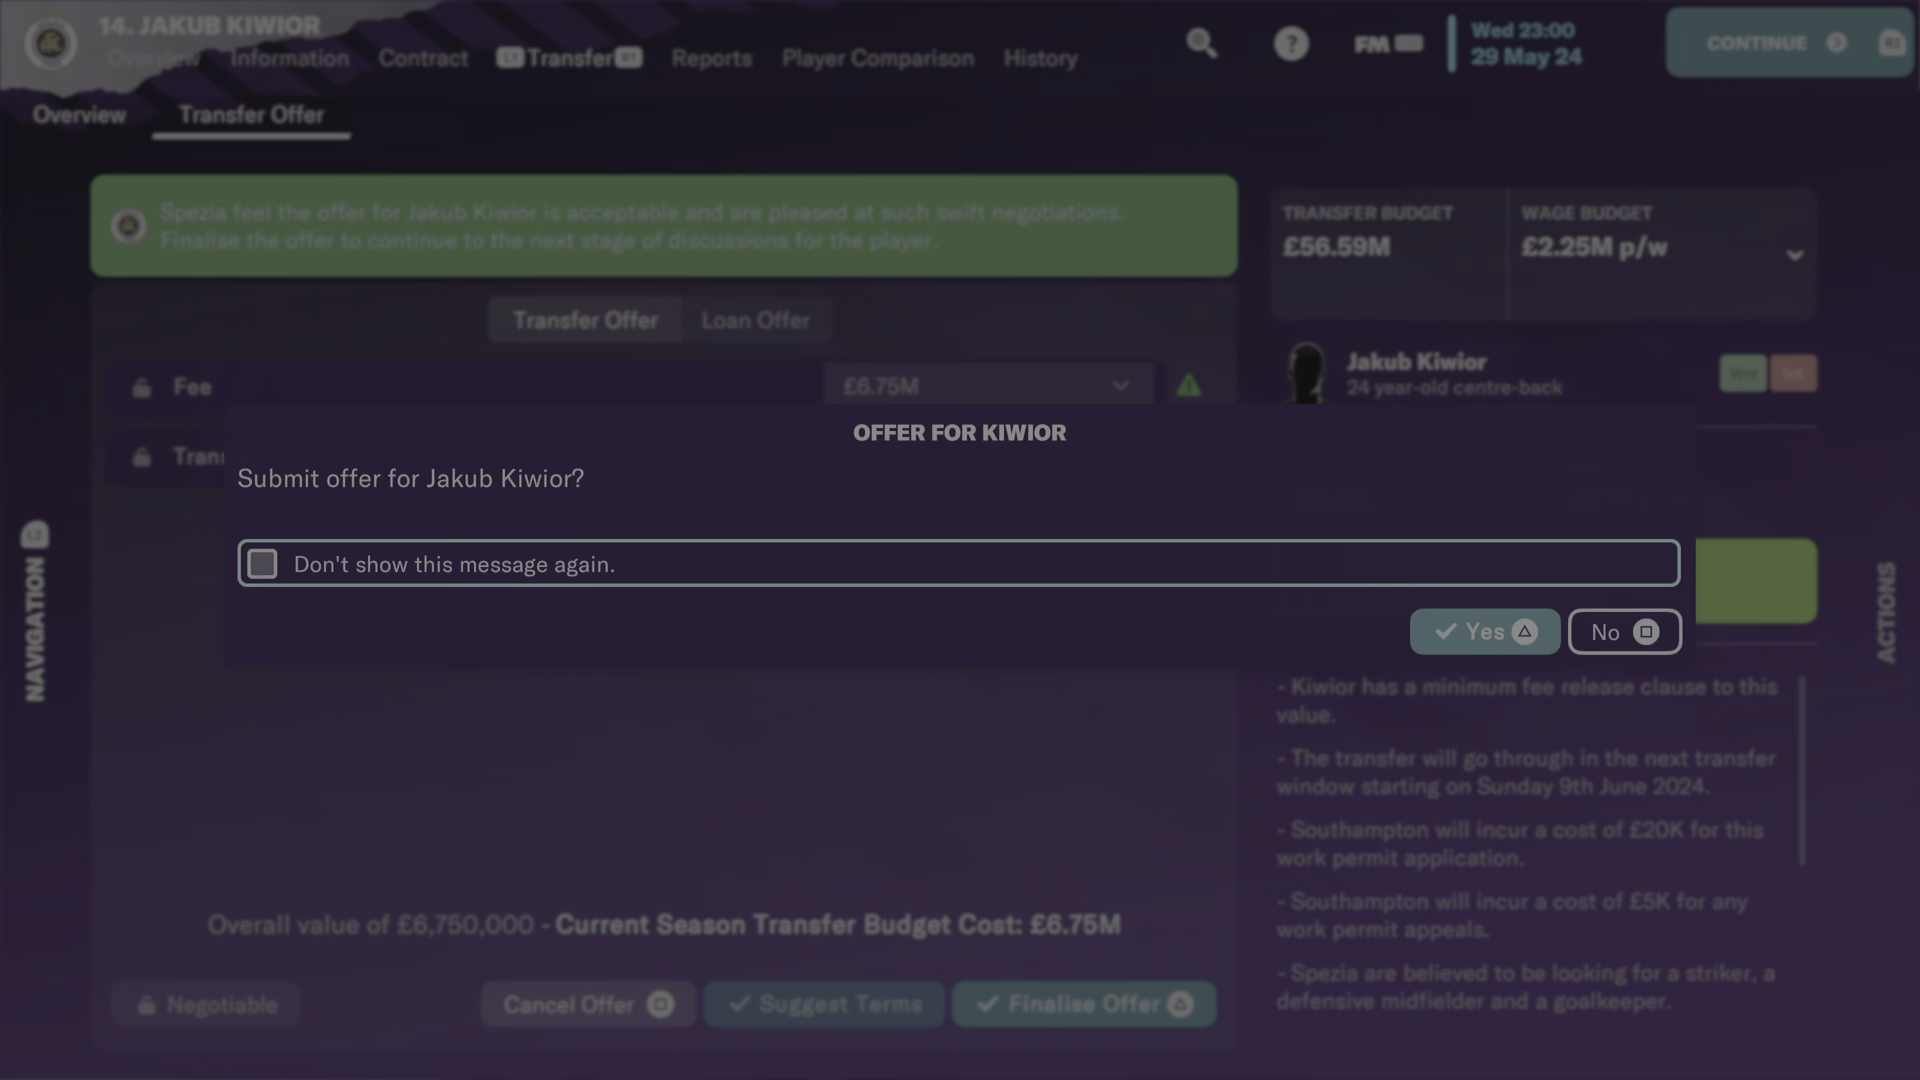 14. JAKUB KIWIOR
Overview Information Contract L1 Transfer R1 Reports Player Comparison History
? FM
Wed 23:00
29 May 24
CONTINUE R2
Overview Transfer Offer
Spezia feel the offer for Jakub Kiwior is acceptable and are pleased at such swift negotiations.
Finalise the offer to continue to the next stage of discussions for the player.
TRANSFER BUDGET
£56.59M
WAGE BUDGET
£2.25M p/w
Transfer Offer Loan Offer
Fee £6.75M
Jakub Kiwior
24 year-old centre-back
Wnt Int
Tran
OFFER FOR KIWIOR
Submit offer for Jakub Kiwior?
Don't show this message again.
Yes No
L2
NAVIGATION
ACTIONS
- Kiwior has a minimum fee release clause to this
value.
- The transfer will go through in the next transfer
window starting on Sunday 9th June 2024.
- Southampton will incur a cost of £20K for this
work permit application.
- Southampton will incur a cost of £5K for any
work permit appeals.
- Spezia are believed to be looking for a striker, a
defensive midfielder and a goalkeeper.
Overall value of £6,750,000 - Current Season Transfer Budget Cost: £6.75M
Negotiable Cancel Offer Suggest Terms Finalise Offer